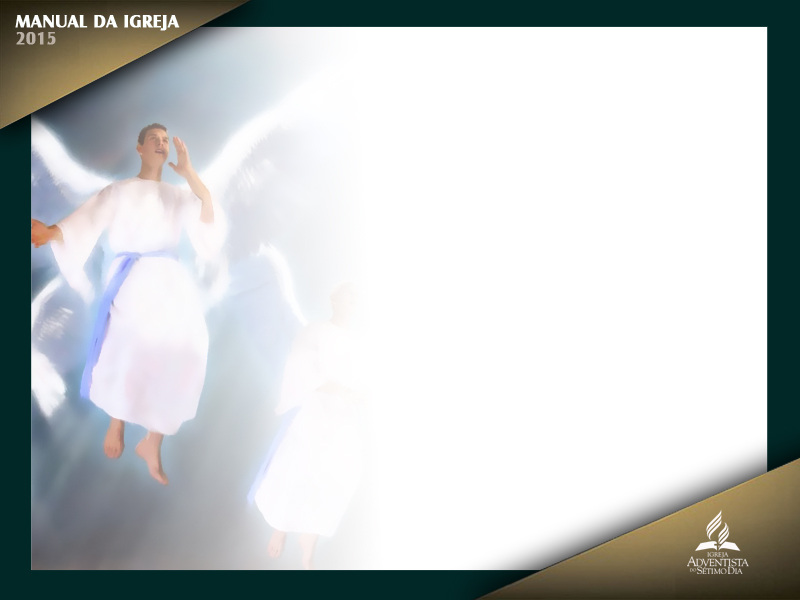 MANUAL DA IGREJA
2015
IGREJA
ADVENTISTA
DO SÉTIMO DIA